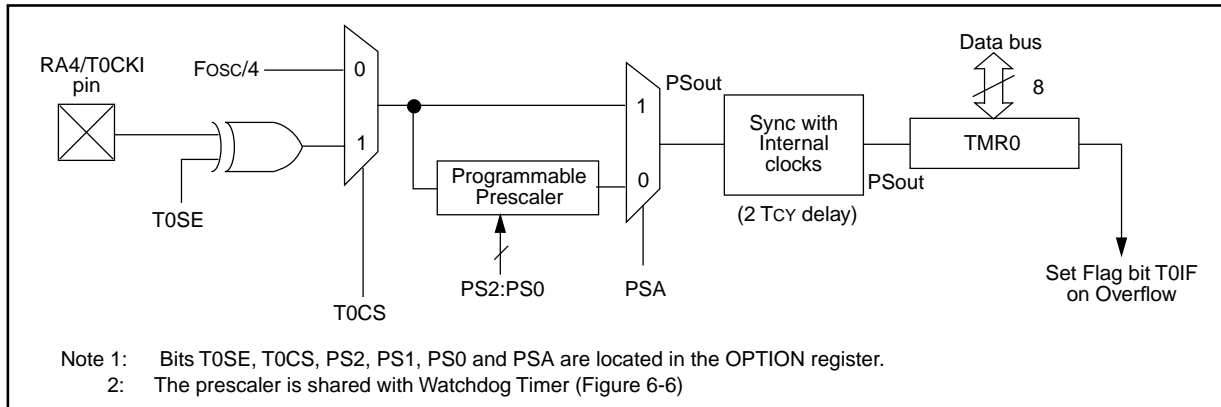 RA4/T0CKI
pin
FOSC/4
0
1
T0SE
T0CS
Programmable
Prescaler
PS2:PS0
1
0
PSA
PSout
Sync with
Internal
clocks
(2 TCY delay)
PSout
Data bus
8
TMR0
Set Flag bit T0IF
on Overflow
Note 1: Bits T0SE, T0CS, PS2, PS1, PS0 and PSA are located in the OPTION register.
2: The prescaler is shared with Watchdog Timer (Figure 6-6)